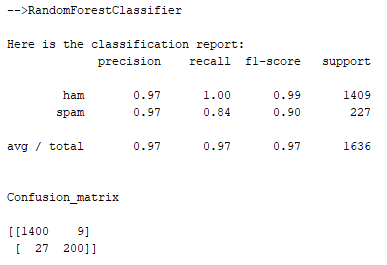 -->RandomForestClassifier
Here is the classification report:
precision recall f1-score support
ham 0.97 1.00 0.99 1409
spam 0.97 0.84 0.90 227
avg / total 0.97 0.97 0.97 1636
Confusion_matrix
[[1400 9]
[ 27 200]]